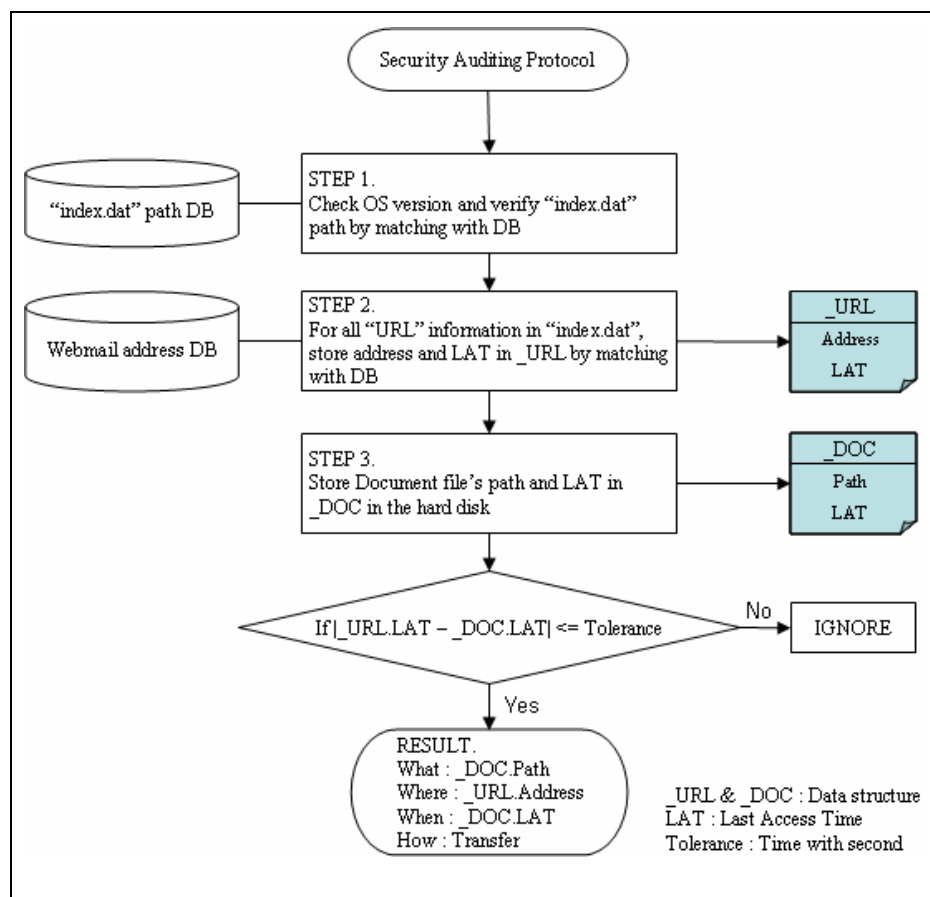 Security Auditing Protocol
“index.dat” path DB
STEP 1.
Check OS version and verify “index.dat”
path by matching with DB
Webmail address DB
STEP 2.
For all “URL” information in “index.dat”,
store address and LAT in _URL by matching
with DB
_URL
Address
LAT
STEP 3.
Store Document file’s path and LAT in
_DOC in the hard disk
_DOC
Path
LAT
If |_URL.LAT – _DOC.LAT| <= Tolerance
No
IGNORE
Yes
RESULT.
What : _DOC.Path
Where : _URL.Address
When : _DOC.LAT
How : Transfer
_URL & _DOC : Data structure
LAT : Last Access Time
Tolerance : Time with second